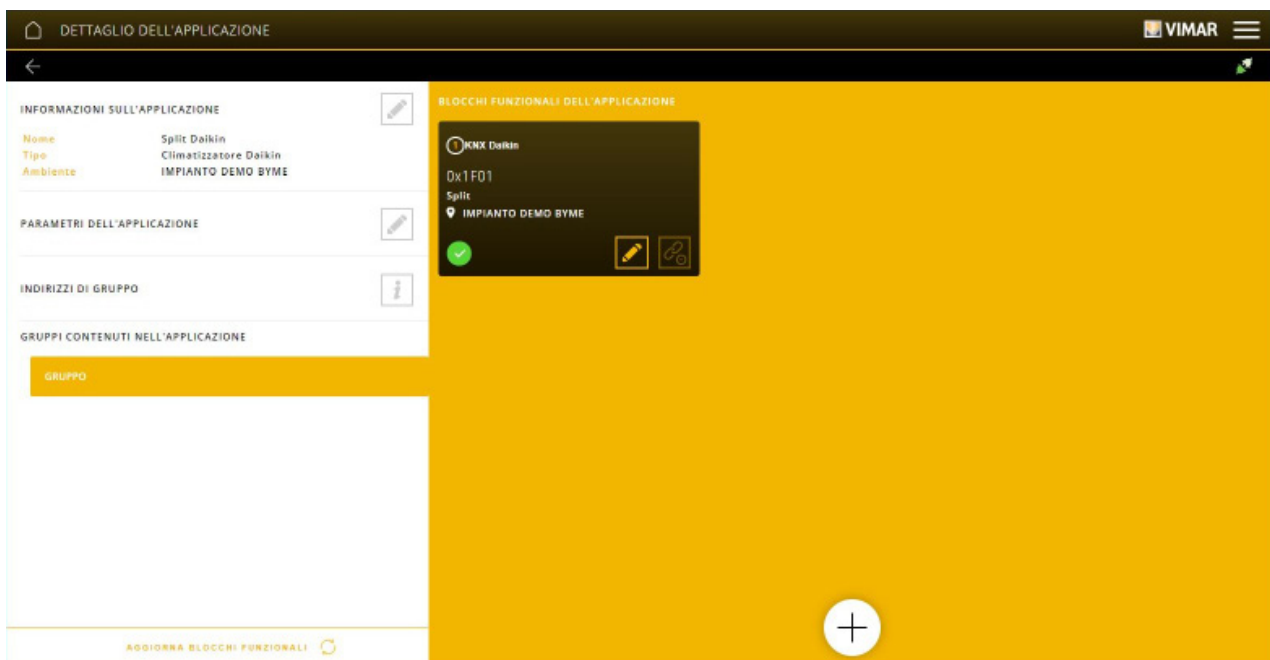 DETTAGLIO DELL'APPLICAZIONE
VIMAR
INFORMAZIONI SULL'APPLICAZIONE
Nome Split Daikin
Tipo Climatizzatore Daikin
Ambiente IMPIANTO DEMO BYME
PARAMETRI DELL'APPLICAZIONE
INDIRIZZI DI GRUPPO
i
GRUPPI CONTENUTI NELL'APPLICAZIONE
GRUPPO
AGGIORNA BLOCCHI FUNZIONALI
BLOCCHI FUNZIONALI DELL'APPLICAZIONE
1 KNX Daikin
0x1F01
Split
IMPIANTO DEMO BYME